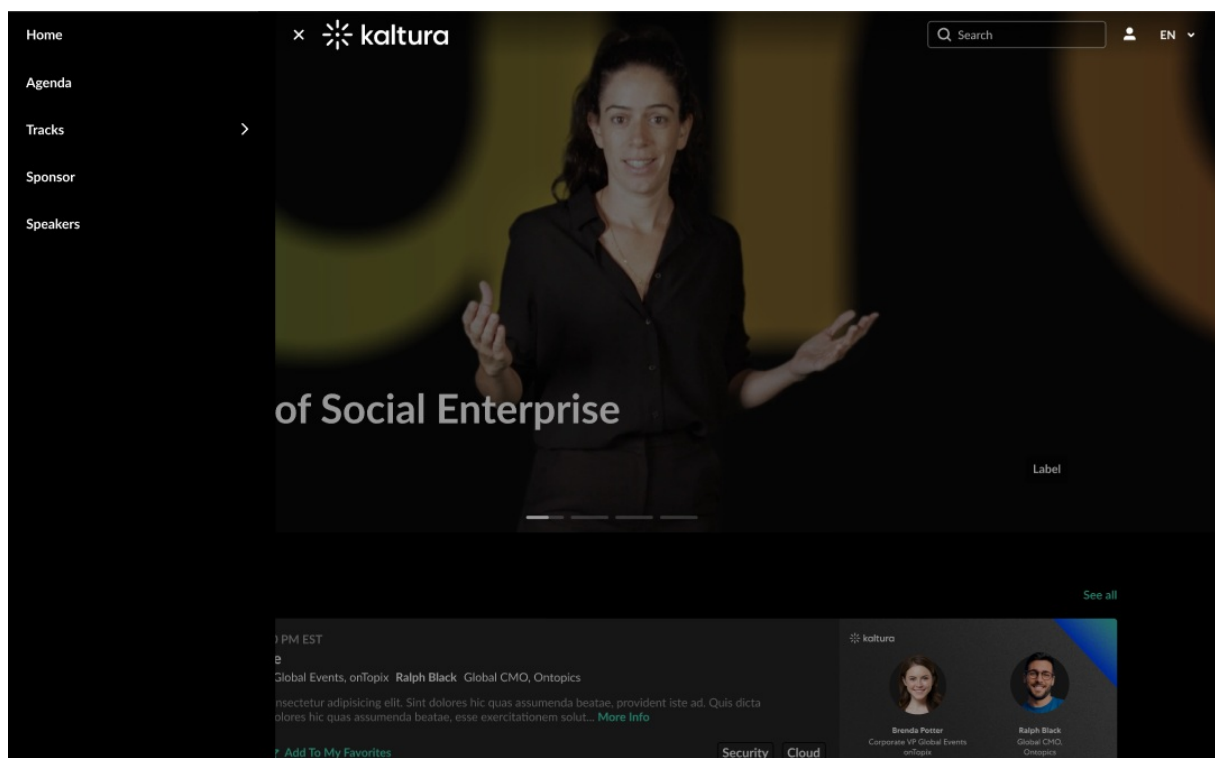 Home
kaltura
Search
EN
Agenda
Tracks
Sponsor
Speakers
of Social Enterprise
Label
See all
PM EST
e
Global Events, onTopix Ralph Black Global CMO, Ontopics
nsectetur adipisicing elit. Sint dolores hic quas assumenda beatae, provident iste ad. Quis dicta
olores hic quas assumenda beatae, esse exercitationem solut... More Info
Add To My Favorites
Security Cloud
kaltura
Brenda Potter
Corporate VP Global Events
onTopix
Ralph Black
Global CMO,
Ontopics